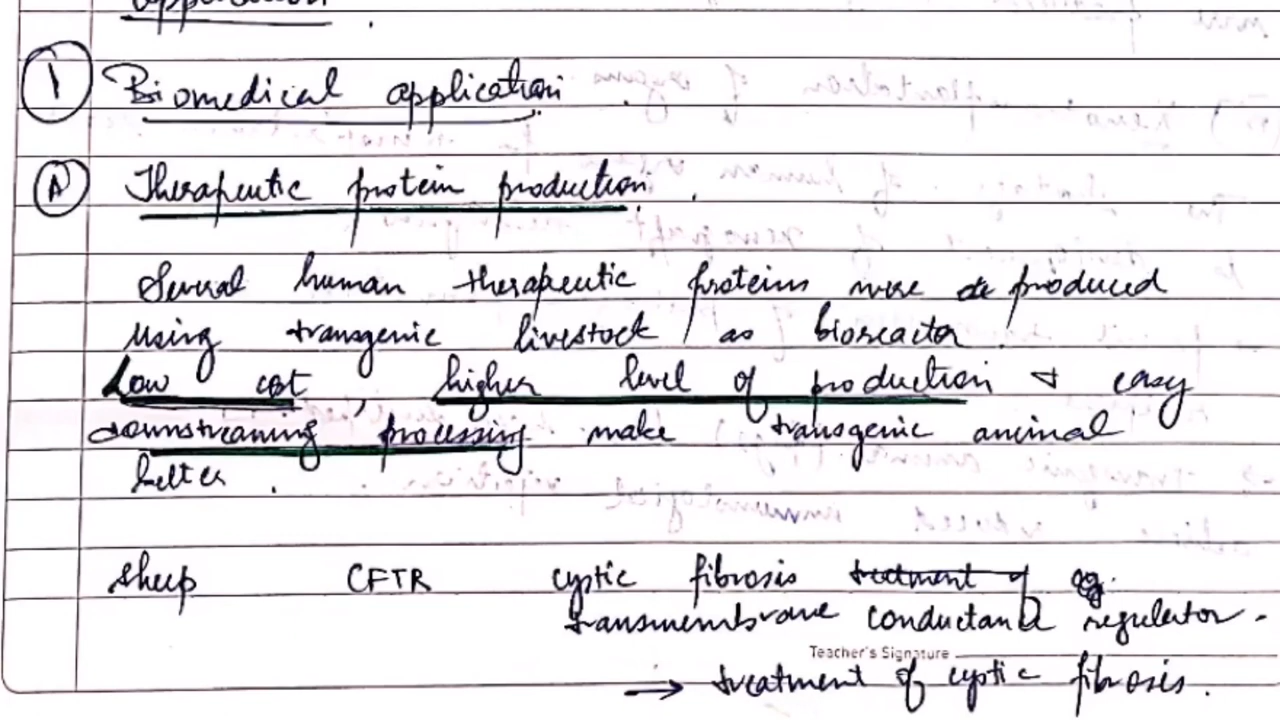 application .
1 Biomedical application .
A Therapeutic protein production .
Several human therapeutic proteins were produced
using transgenic livestock as bioreactor .
Low cost , higher level of production & easy
downstreaming processing make transgenic animal
better .
sheep CFTR cystic fibrosis treatment of
transmembrane conductance regulator .
Teacher's Signature
→ treatment of cystic fibrosis .